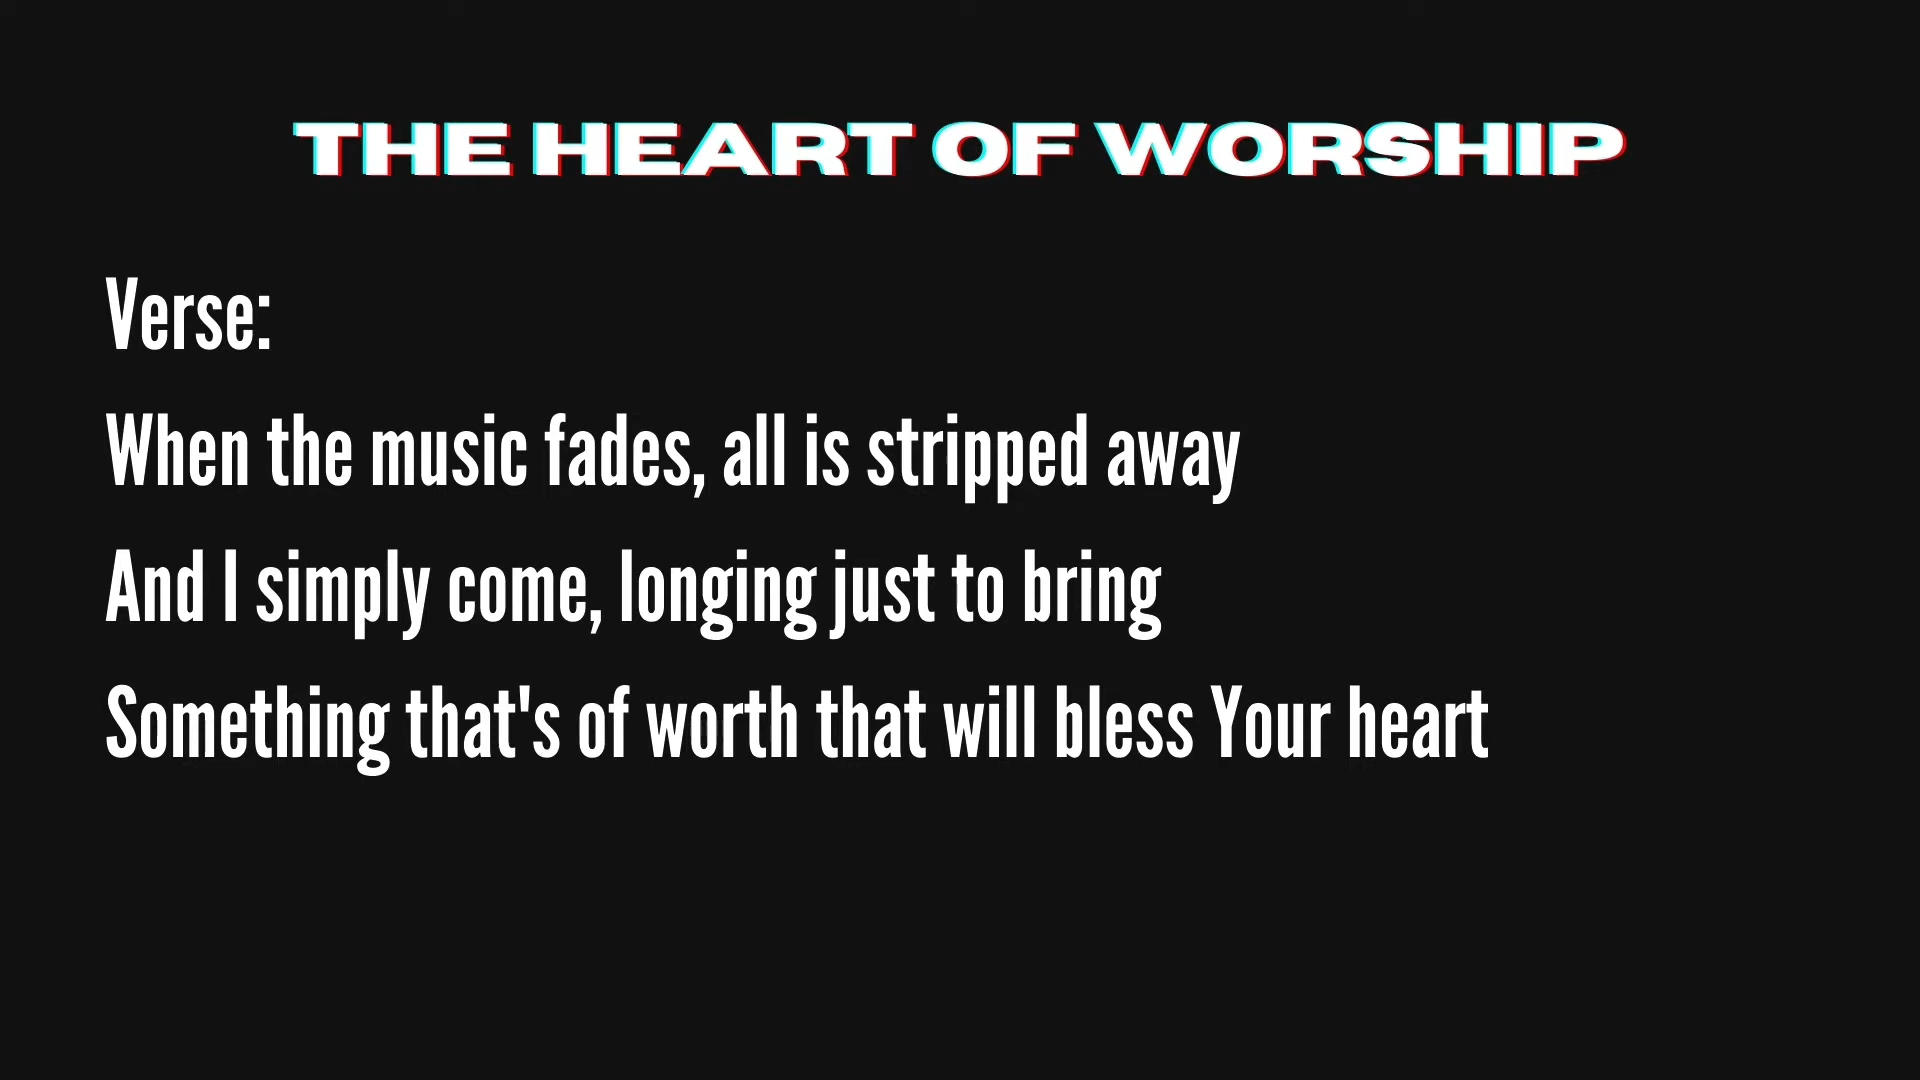 THE HEART OF WORSHIP
Verse:
When the music fades, all is stripped away
And I simply come, longing just to bring
Something that's of worth that will bless Your heart